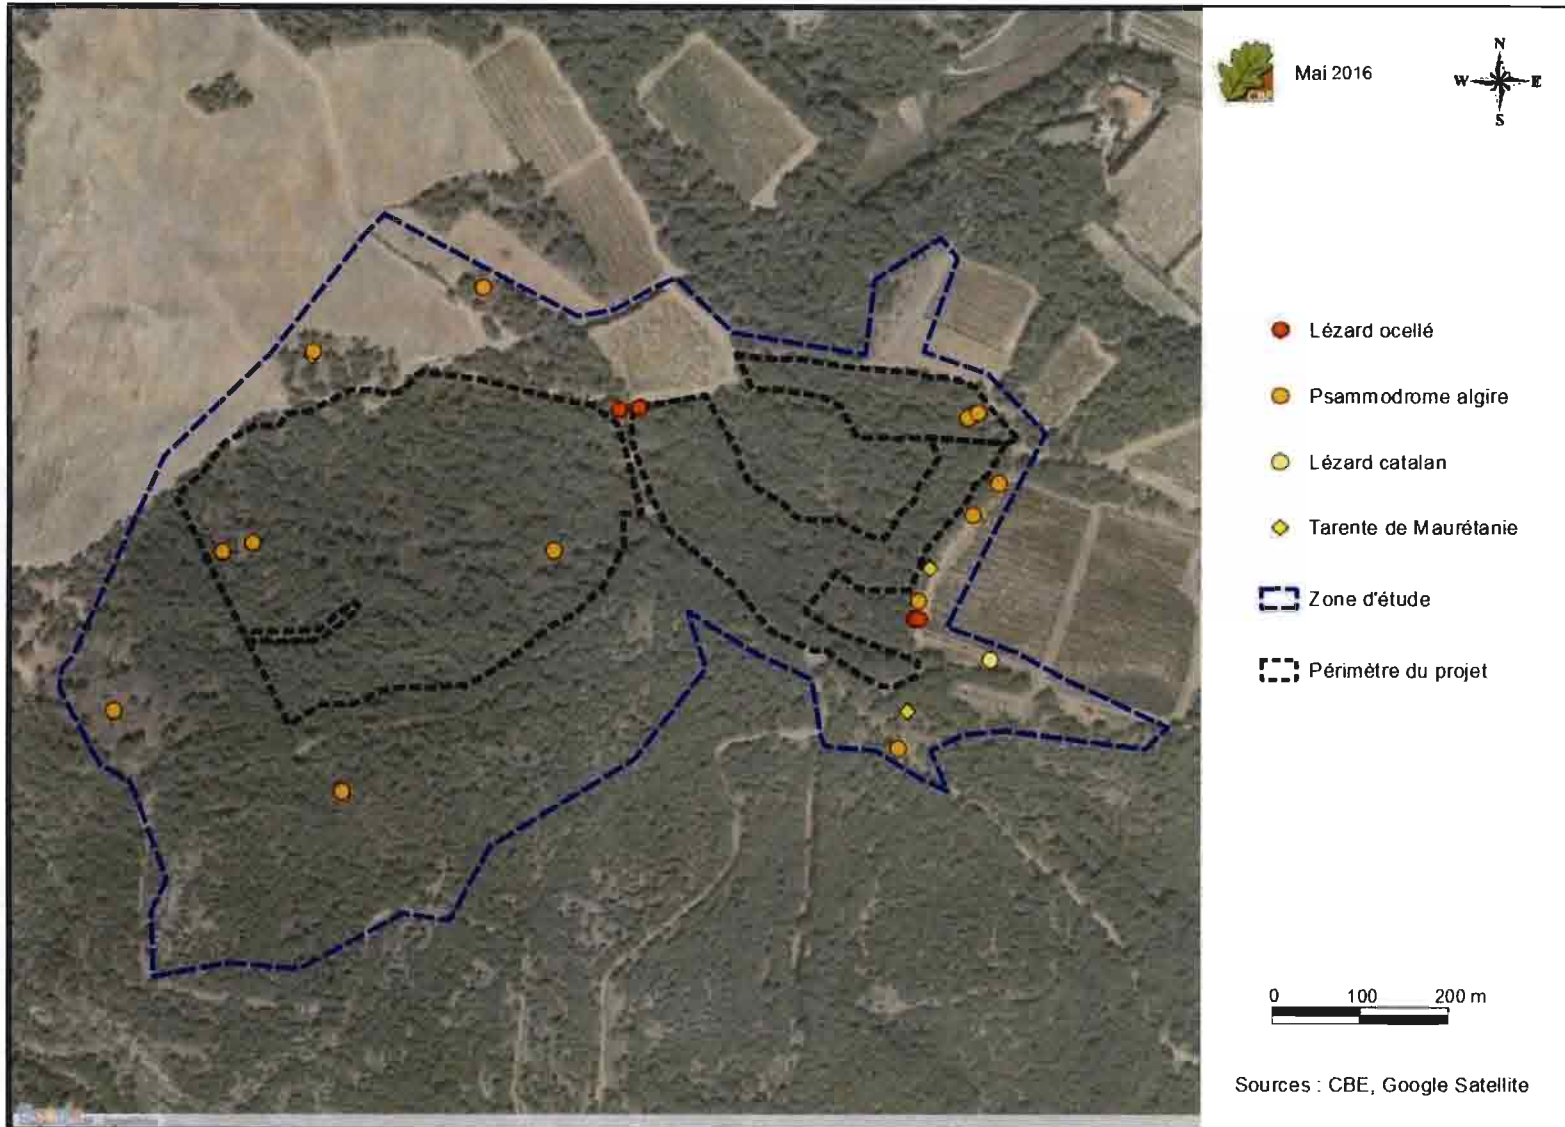 Mai 2016
N
W E
S
Lézard ocellé
Psammodrome algire
Lézard catalan
Tarente de Maurétanie
Zone d'étude
Périmètre du projet
0 100 200 m
Sources : CBE, Google Satellite